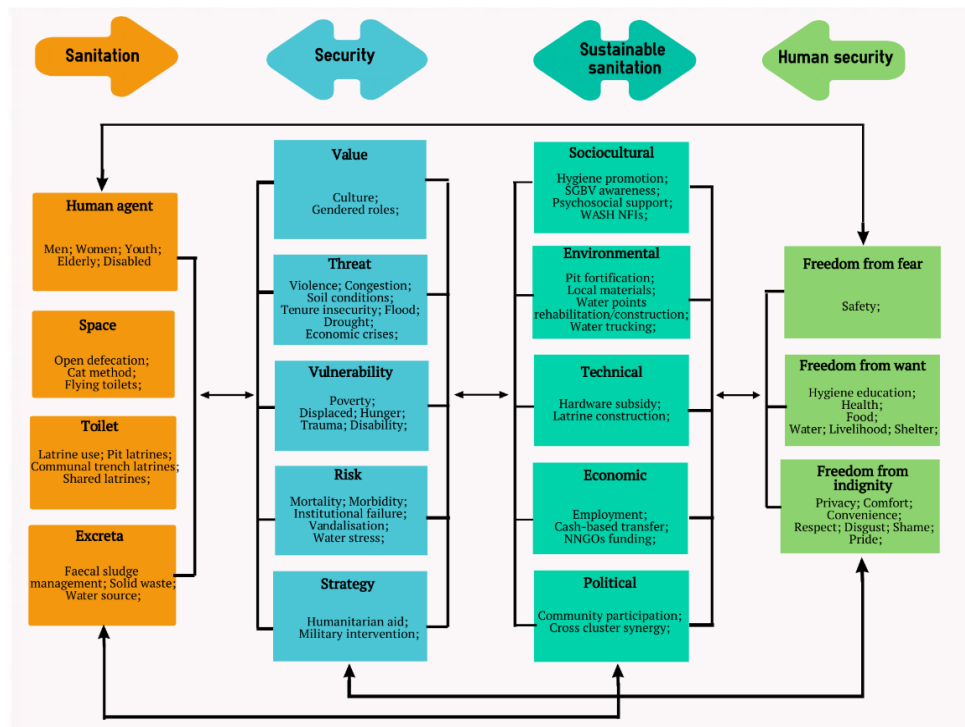 Sanitation
Security
Sustainable
sanitation
Human security
Human agent
Men; Women; Youth;
Elderly; Disabled
Space
Open defecation;
Cat method;
Flying toilets;
Toilet
Latrine use; Pit latrines;
Communal trench latrines;
Shared latrines;
Excreta
Faecal sludge
management; Solid waste;
Water source;
Value
Culture;
Gendered roles;
Threat
Violence; Congestion;
Soil conditions;
Tenure insecurity; Flood;
Drought;
Economic crises;
Vulnerability
Poverty;
Displaced; Hunger;
Trauma; Disability;
Risk
Mortality; Morbidity;
Institutional failure;
Vandalisation;
Water stress;
Strategy
Humanitarian aid;
Military intervention;
Sociocultural
Hygiene promotion;
SGBV awareness;
Psychosocial support;
WASH NFIs;
Environmental
Pit fortification;
Local materials;
Water points
rehabilitation/construction;
Water trucking;
Technical
Hardware subsidy;
Latrine construction;
Economic
Employment;
Cash-based transfer;
NNGOs funding;
Political
Community participation;
Cross cluster synergy;
Freedom from fear
Safety;
Freedom from want
Hygiene education;
Health;
Food;
Water; Livelihood; Shelter;
Freedom from
indignity
Privacy; Comfort;
Convenience;
Respect; Disgust; Shame;
Pride;